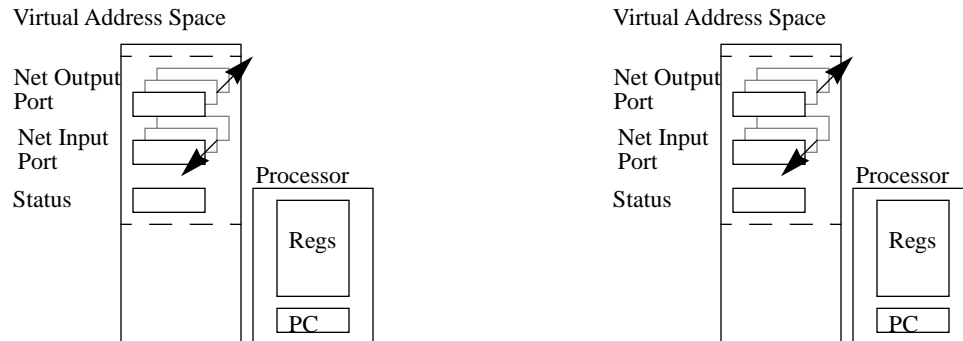 Virtual Address Space
Net Output
Port
Net Input
Port
Status
Processor
Regs
PC
Virtual Address Space
Net Output
Port
Net Input
Port
Status
Processor
Regs
PC